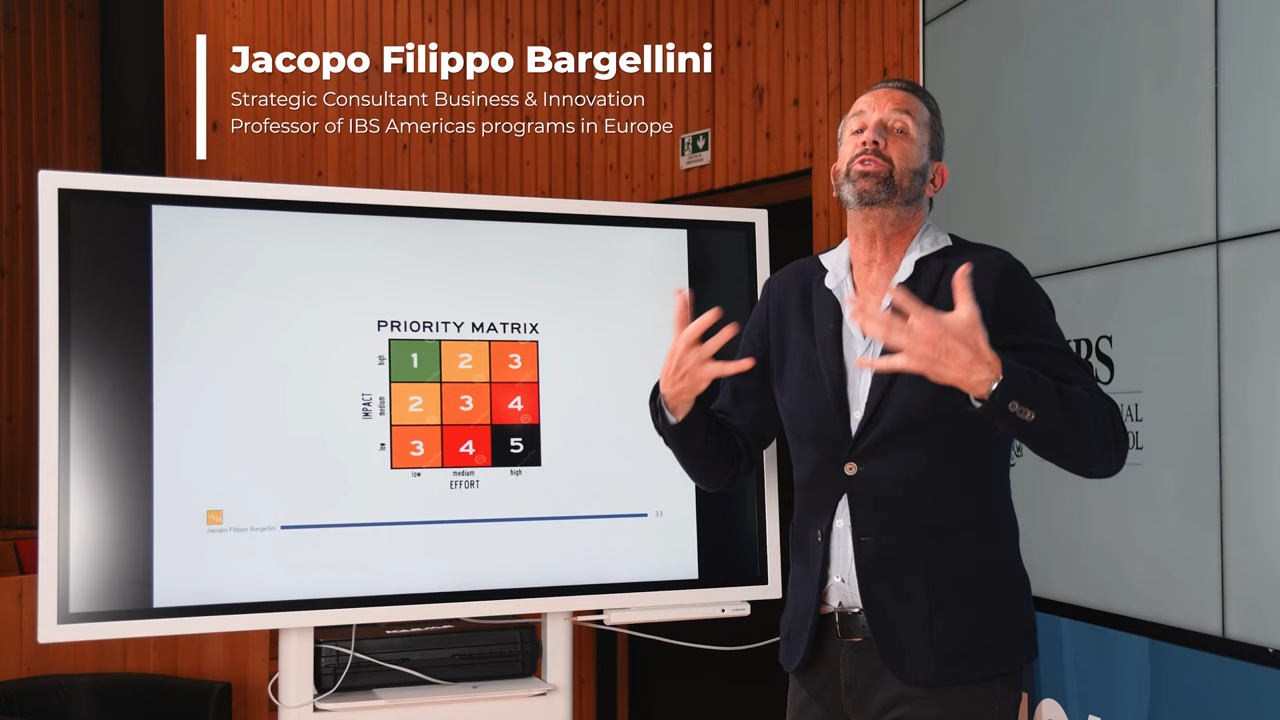 Jacopo Filippo Bargellini
Strategic Consultant Business & Innovation
Professor of IBS Americas programs in Europe
PRIORITY MATRIX
high
1 2 3
IMPACT
medium
2 3 4
low
3 4 5
low medium high
EFFORT
Jacopo Filippo Bargellini
33